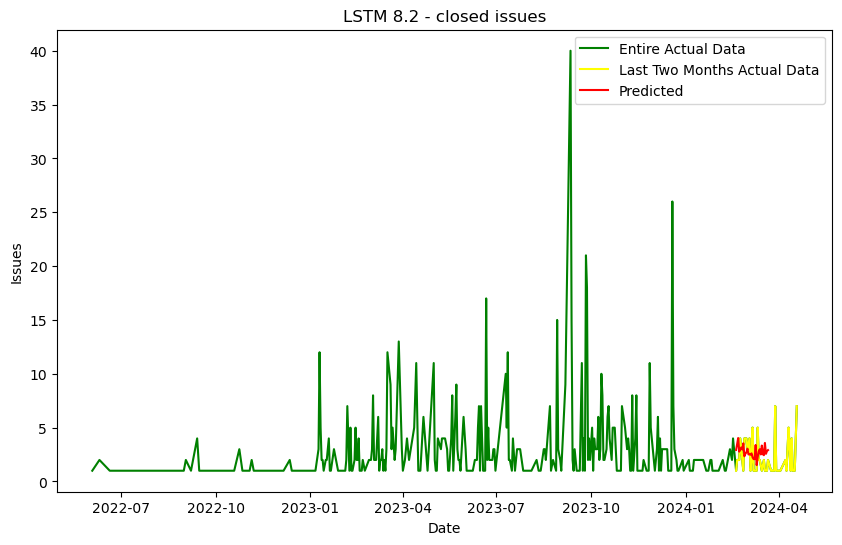 LSTM 8.2 - closed issues
Entire Actual Data
Last Two Months Actual Data
Predicted
Issues
40
35
30
25
20
15
10
5
0
2022-07
2022-10
2023-01
2023-04
2023-07
2023-10
2024-01
2024-04
Date